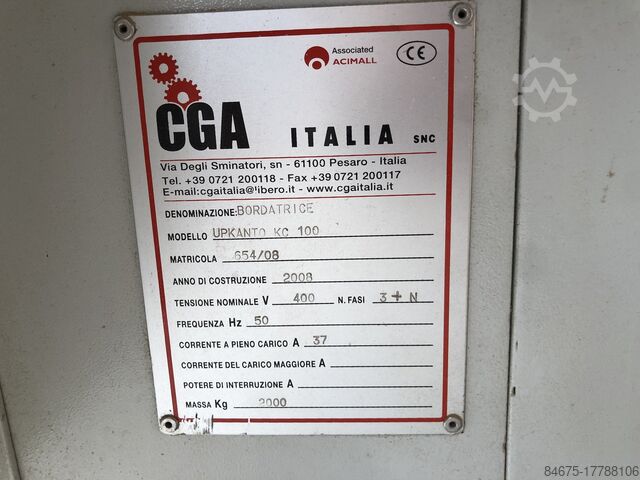 Associated
ACIMALL
CE
CGA ITALIA SNC
Via Degli Sminatori, sn - 61100 Pesaro - Italia
Tel. +39 0721 200118 - Fax +39 0721 200117
E-mail:cgaitalia@libero.it - www.cgaitalia.it
DENOMINAZIONE:BORDATRICE
MODELLO UPKANTO KC 100
MATRICOLA 654/08
ANNO DI COSTRUZIONE 2008
TENSIONE NOMINALE V 400 N. FASI 3 + N
FREQUENZA Hz 50
CORRENTE A PIENO CARICO A 37
CORRENTE DEL CARICO MAGGIORE A
POTERE DI INTERRUZIONE A
MASSA Kg 2000
84675-17788106